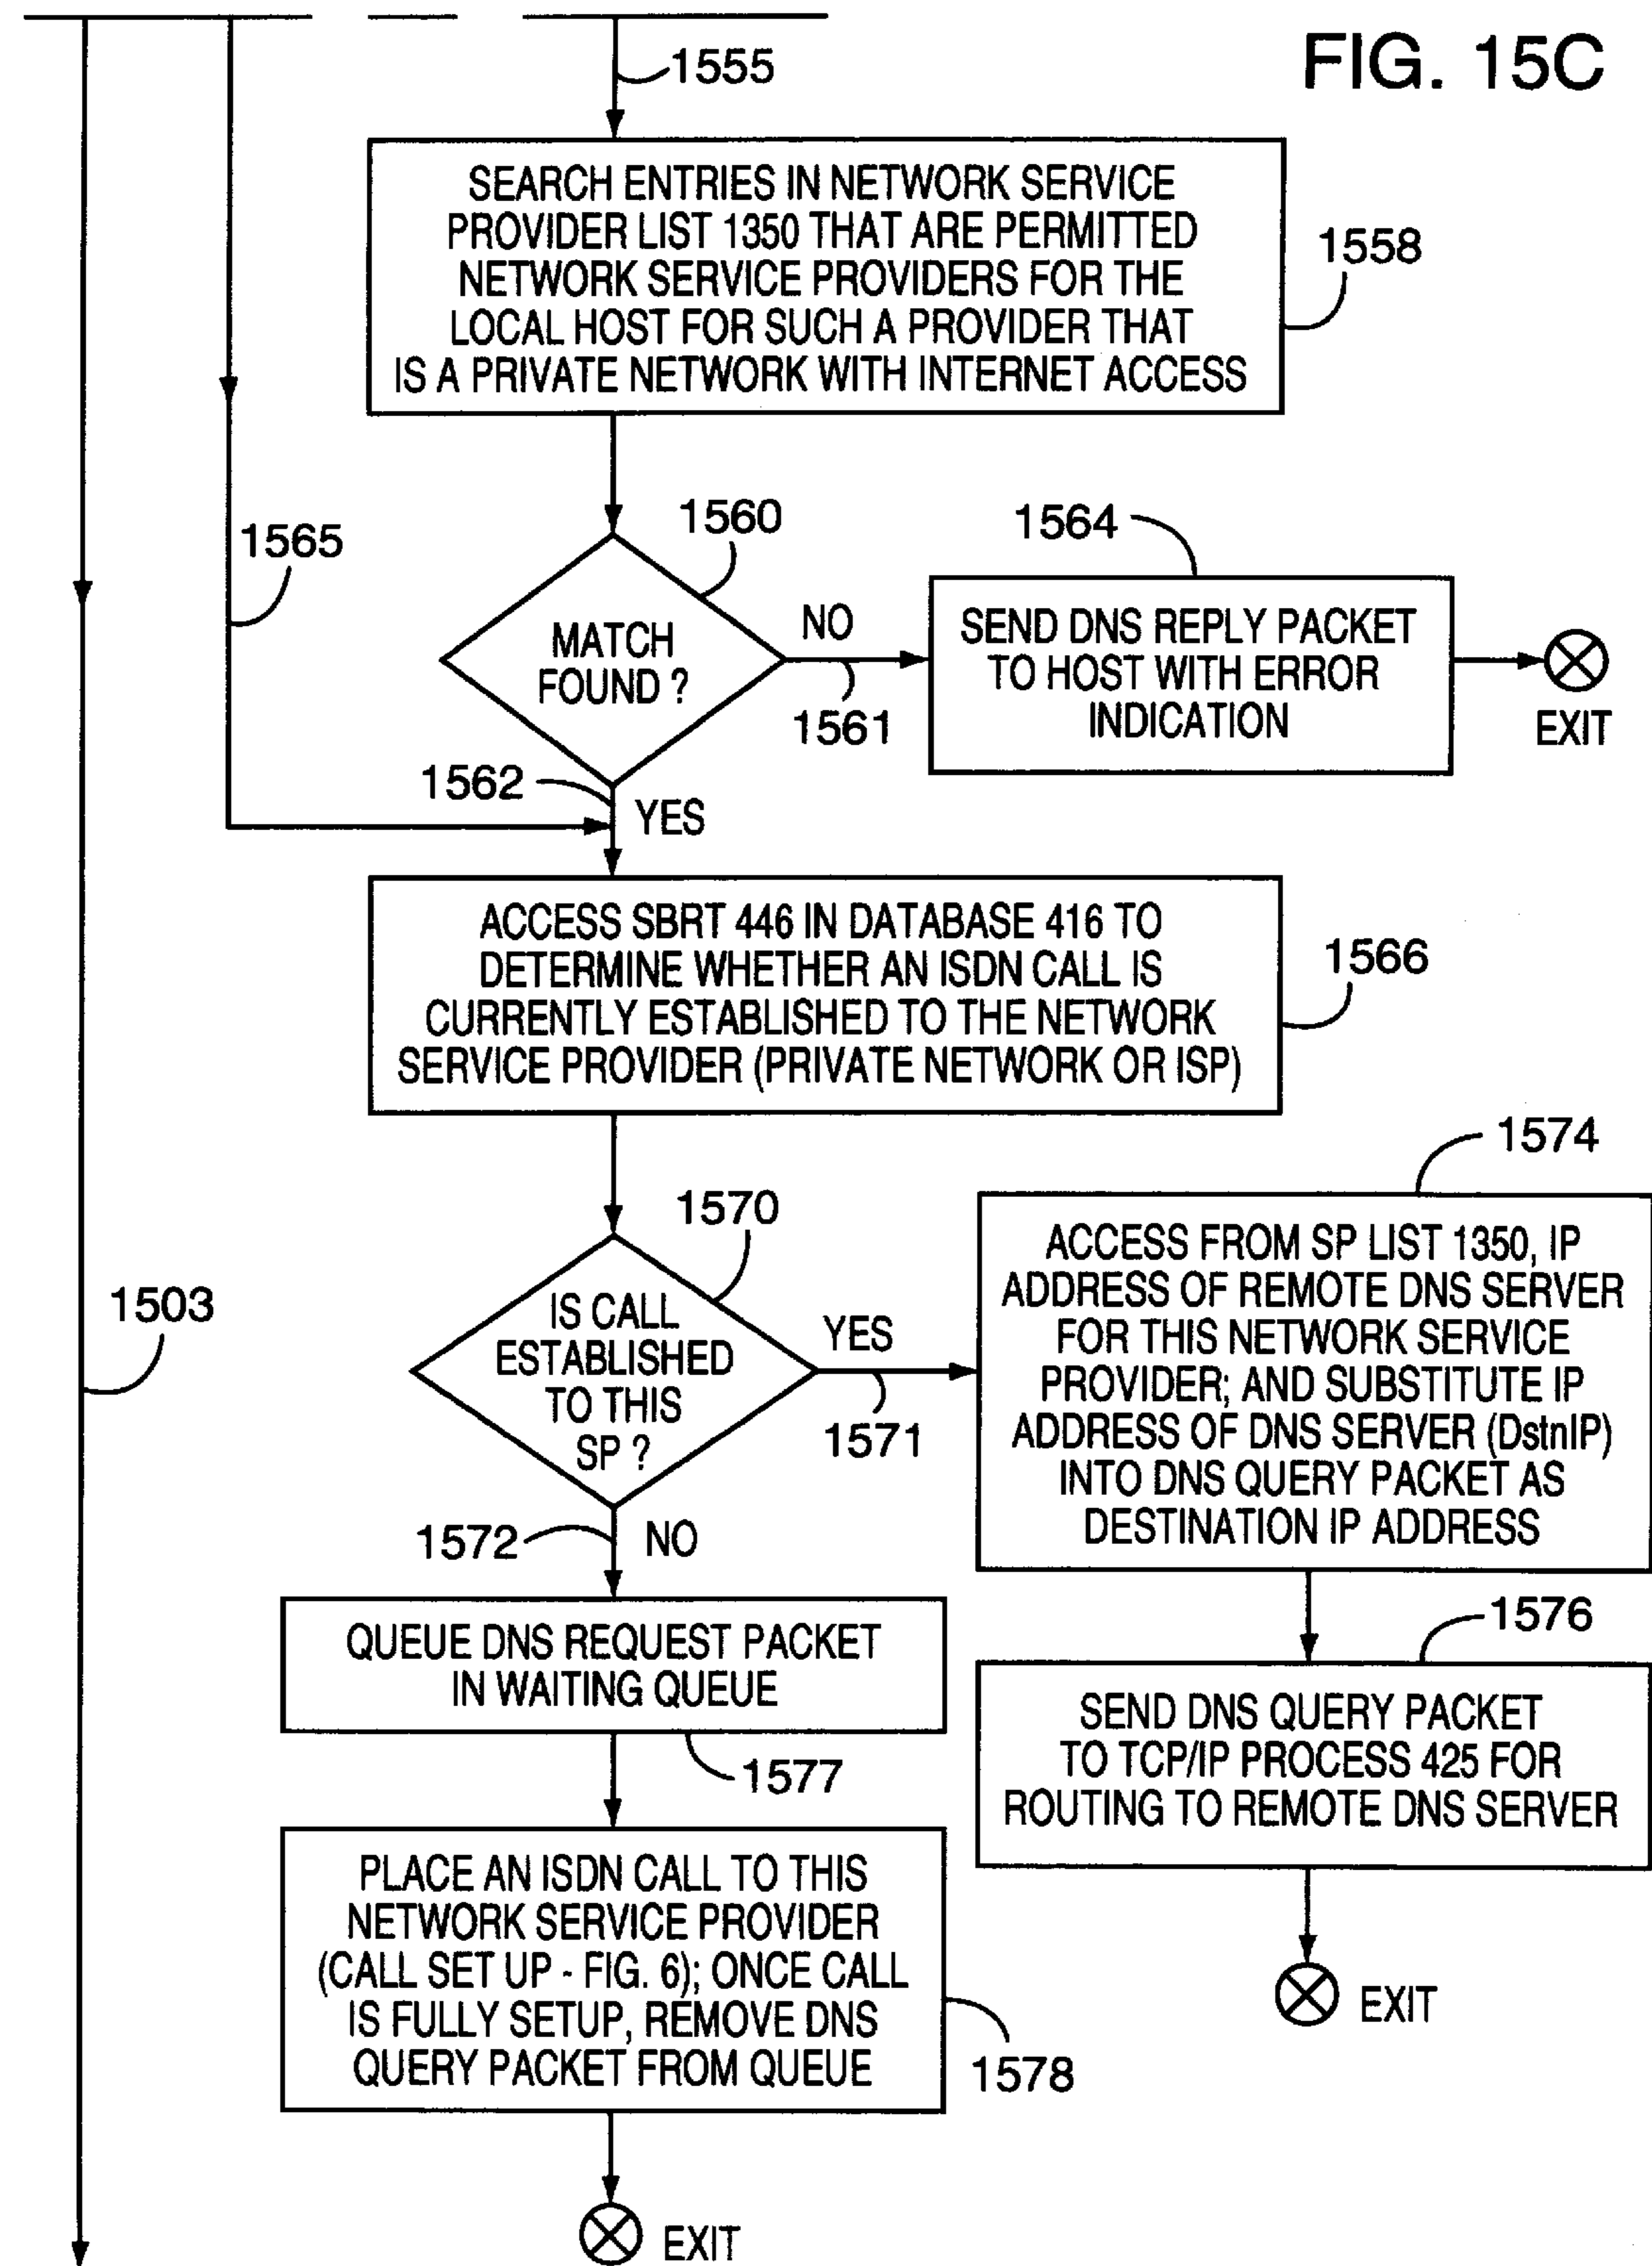 FIG. 15C
1555
SEARCH ENTRIES IN NETWORK SERVICE
PROVIDER LIST 1350 THAT ARE PERMITTED
NETWORK SERVICE PROVIDERS FOR THE
LOCAL HOST FOR SUCH A PROVIDER THAT
IS A PRIVATE NETWORK WITH INTERNET ACCESS
1558
1565
1560
MATCH
FOUND ?
NO
1561
1564
SEND DNS REPLY PACKET
TO HOST WITH ERROR
INDICATION
EXIT
1562
YES
ACCESS SBRT 446 IN DATABASE 416 TO
DETERMINE WHETHER AN ISDN CALL IS
CURRENTLY ESTABLISHED TO THE NETWORK
SERVICE PROVIDER (PRIVATE NETWORK OR ISP)
1566
1503
1570
IS CALL
ESTABLISHED
TO THIS
SP ?
YES
1571
1574
ACCESS FROM SP LIST 1350, IP
ADDRESS OF REMOTE DNS SERVER
FOR THIS NETWORK SERVICE
PROVIDER; AND SUBSTITUTE IP
ADDRESS OF DNS SERVER (DstnIP)
INTO DNS QUERY PACKET AS
DESTINATION IP ADDRESS
1572
NO
QUEUE DNS REQUEST PACKET
IN WAITING QUEUE
1577
1576
SEND DNS QUERY PACKET
TO TCP/IP PROCESS 425 FOR
ROUTING TO REMOTE DNS SERVER
EXIT
PLACE AN ISDN CALL TO THIS
NETWORK SERVICE PROVIDER
(CALL SET UP - FIG. 6); ONCE CALL
IS FULLY SETUP, REMOVE DNS
QUERY PACKET FROM QUEUE
1578
EXIT